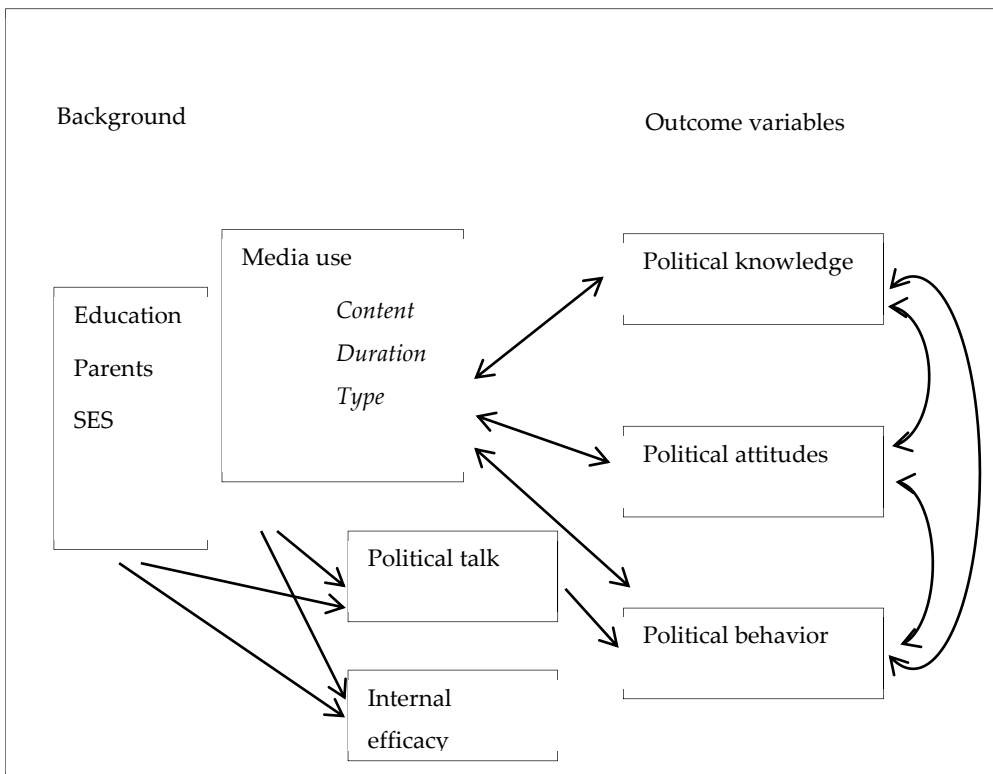 Background
Outcome variables
Media use
Content
Duration
Type
Education
Parents
SES
Political knowledge
Political attitudes
Political talk
Political behavior
Internal
efficacy